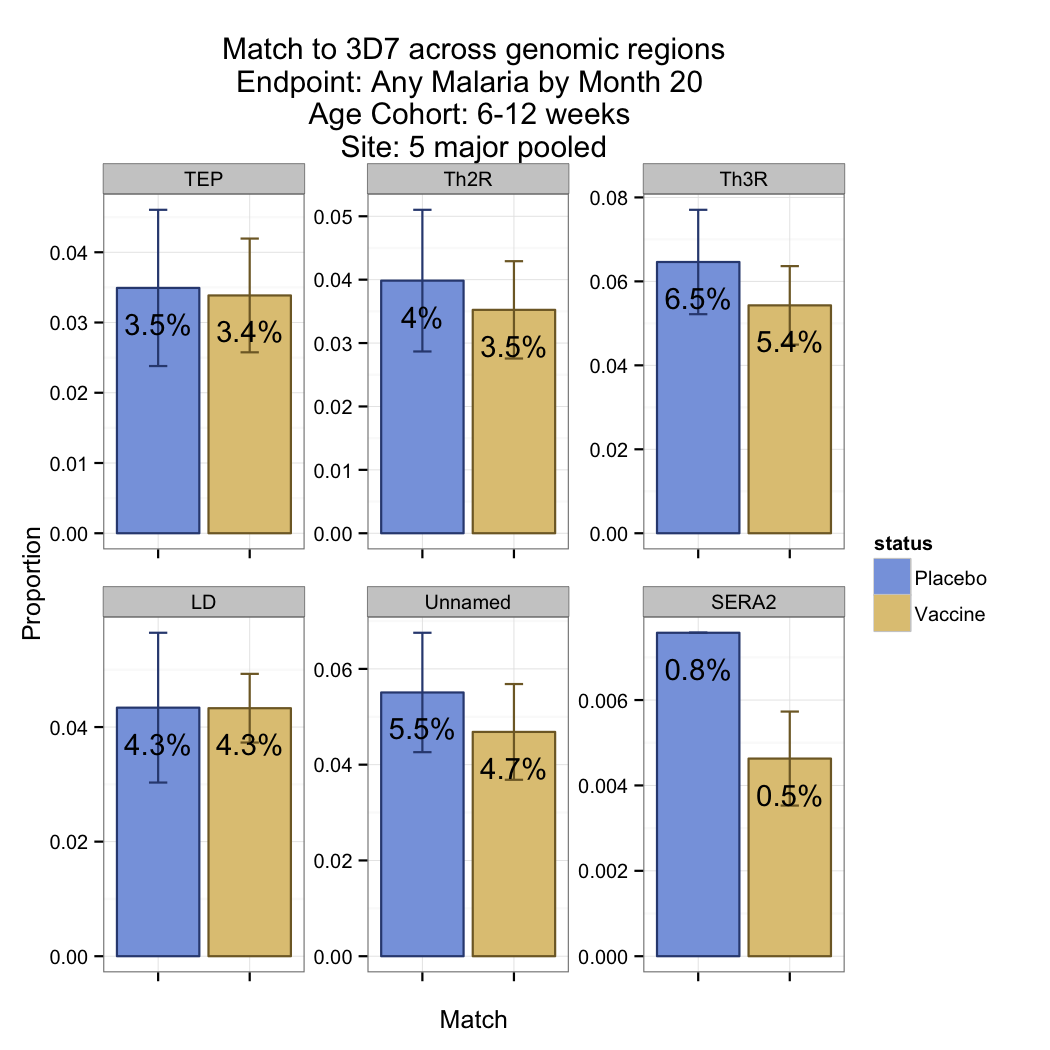 Match to 3D7 across genomic regions
Endpoint: Any Malaria by Month 20
Age Cohort: 6-12 weeks
Site: 5 major pooled
TEP
Th2R
Th3R
0.04
0.03
0.02
0.01
0.00
3.5%
3.4%
0.05
0.04
0.03
0.02
0.01
0.00
4%
3.5%
0.08
0.06
0.04
0.02
0.00
6.5%
5.4%
Proportion
status
Placebo
Vaccine
LD
Unnamed
SERA2
0.04
0.02
0.00
4.3%
4.3%
0.06
0.04
0.02
0.00
5.5%
4.7%
0.006
0.004
0.002
0.000
0.8%
0.5%
Match